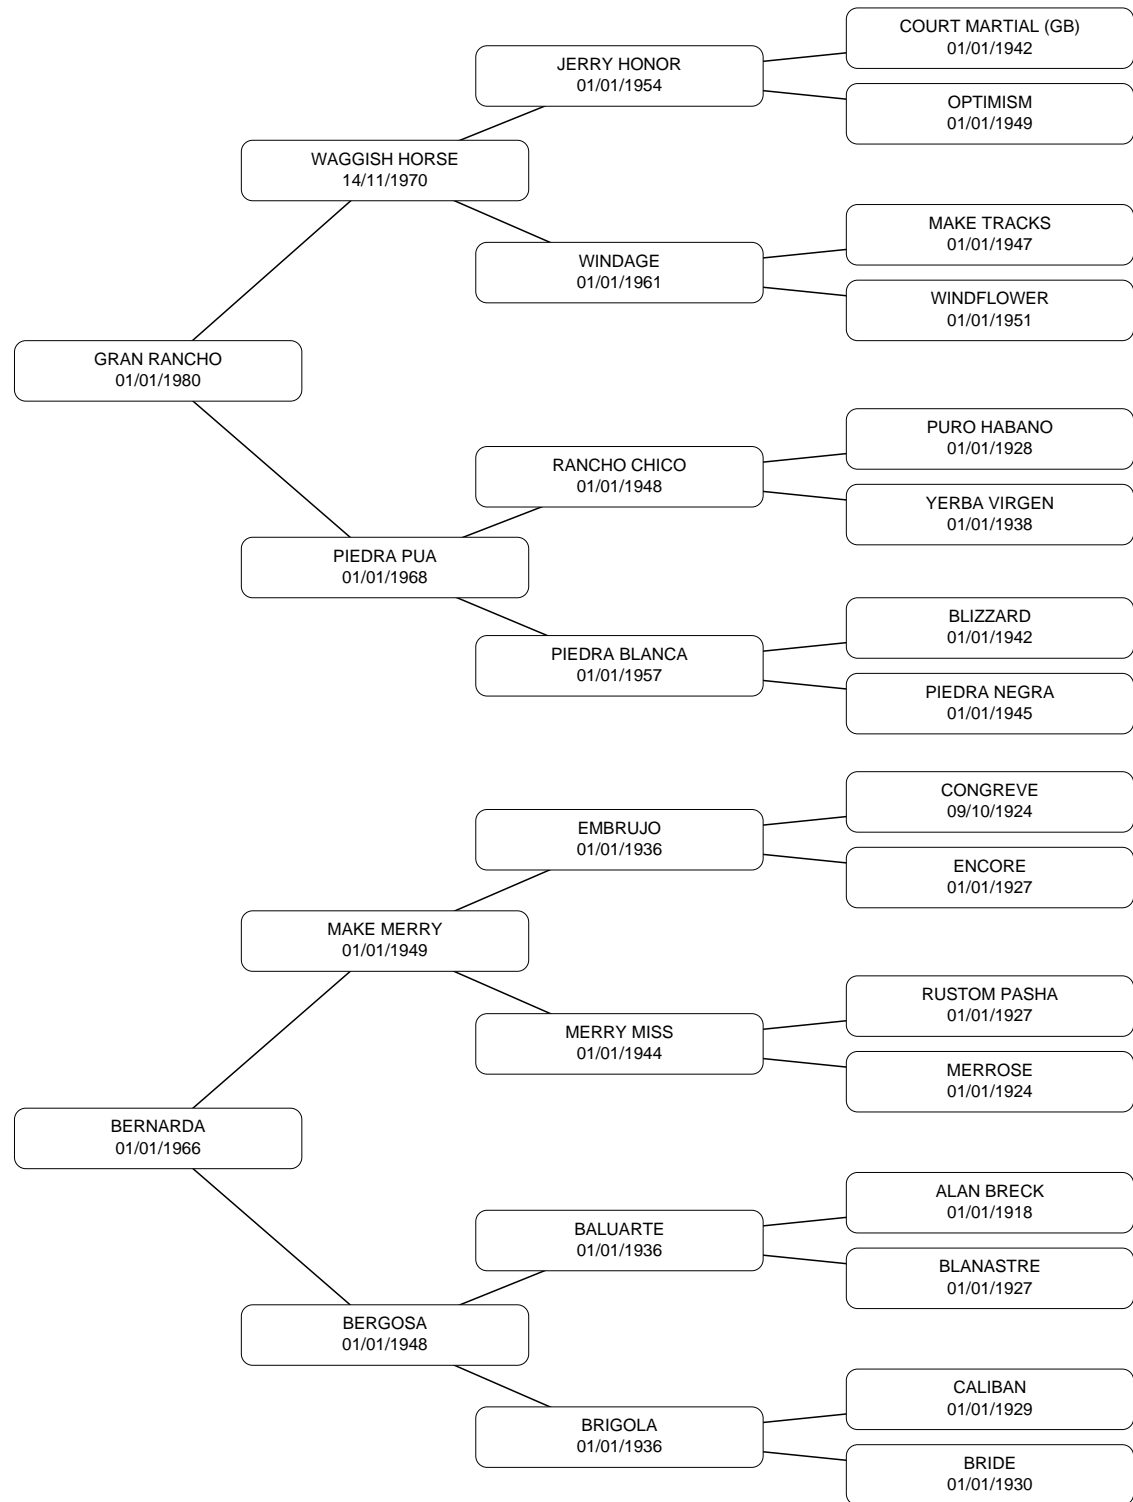 COURT MARTIAL (GB)
01/01/1942
JERRY HONOR
01/01/1954
OPTIMISM
01/01/1949
WAGGISH HORSE
14/11/1970
MAKE TRACKS
01/01/1947
WINDAGE
01/01/1961
WINDFLOWER
01/01/1951
GRAN RANCHO
01/01/1980
PURO HABANO
01/01/1928
RANCHO CHICO
01/01/1948
YERBA VIRGEN
01/01/1938
PIEDRA PUA
01/01/1968
BLIZZARD
01/01/1942
PIEDRA BLANCA
01/01/1957
PIEDRA NEGRA
01/01/1945
CONGREVE
09/10/1924
EMBRUJO
01/01/1936
ENCORE
01/01/1927
MAKE MERRY
01/01/1949
RUSTOM PASHA
01/01/1927
MERRY MISS
01/01/1944
MERROSE
01/01/1924
BERNARDA
01/01/1966
ALAN BRECK
01/01/1918
BALUARTE
01/01/1936
BLANASTRE
01/01/1927
BERGOSA
01/01/1948
CALIBAN
01/01/1929
BRIGOLA
01/01/1936
BRIDE
01/01/1930